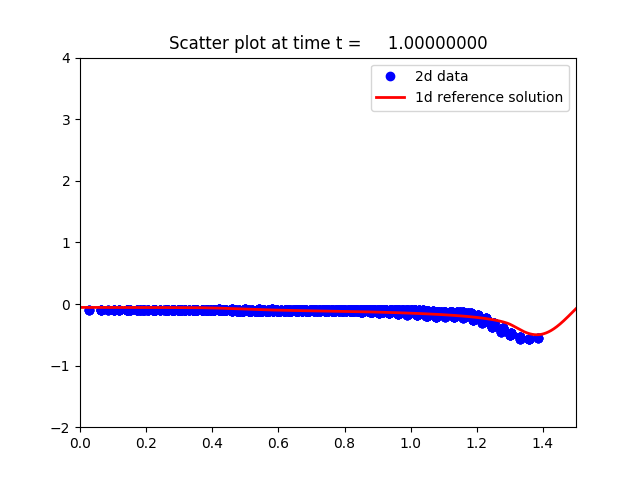 Scatter plot at time t = 1.00000000
2d data
1d reference solution
4
3
2
1
0
−1
−2
0.0 0.2 0.4 0.6 0.8 1.0 1.2 1.4